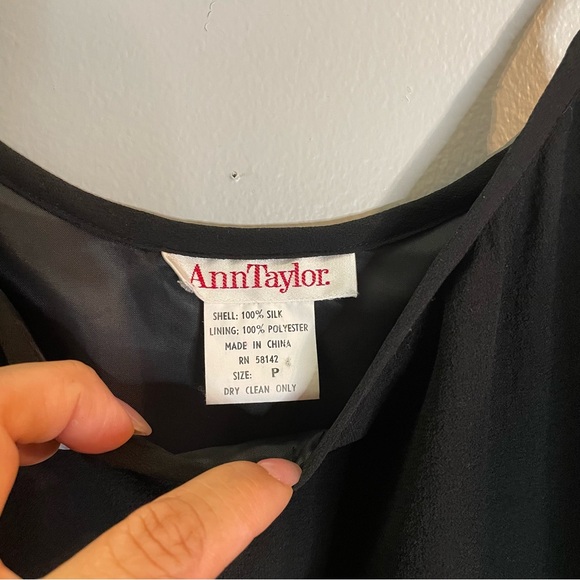 AnnTaylor.
SHELL: 100% SILK
LINING: 100% POLYESTER
MADE IN CHINA
RN 58142
SIZE: P
DRY CLEAN ONLY